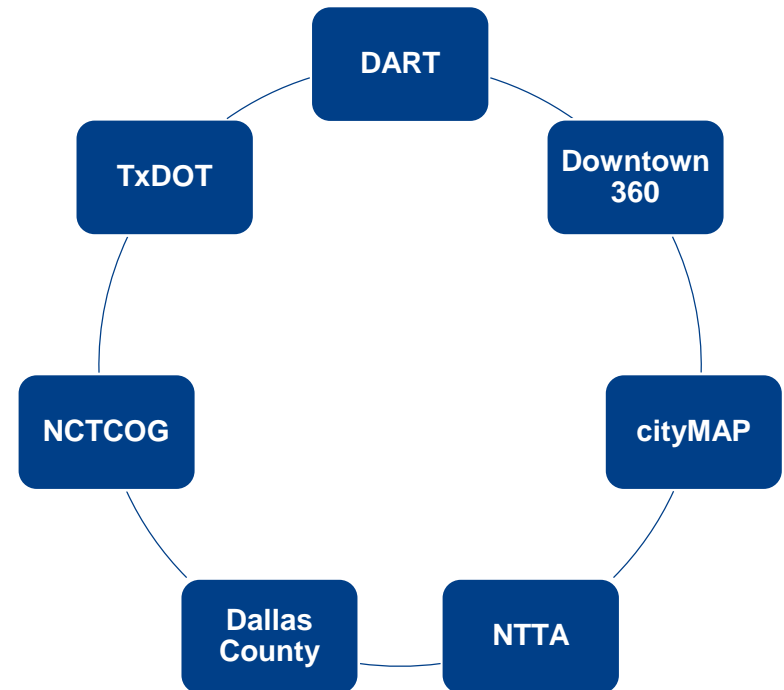 DART
Downtown
360
TxDOT
cityMAP
NCTCOG
NTTA
Dallas
County